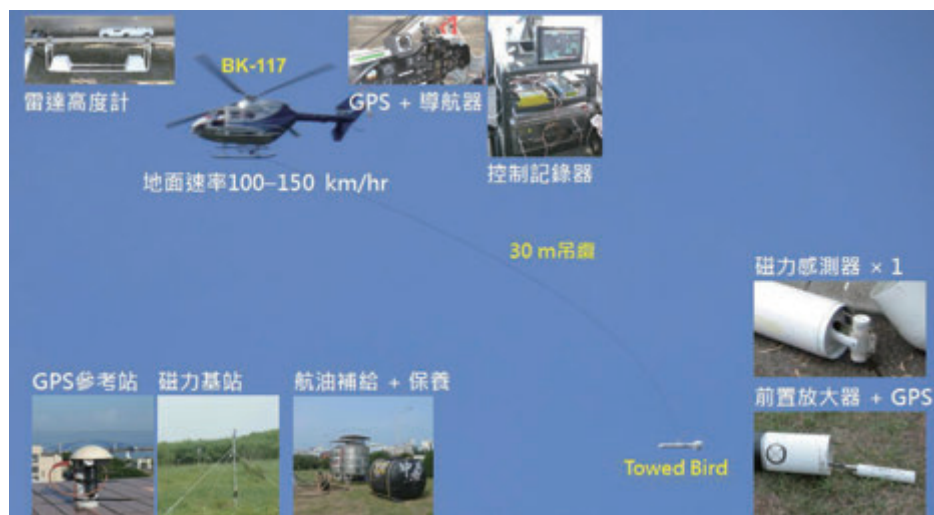 BK-117
雷達高度計
GPS + 導航器
控制記錄器
地面速率100–150 km/hr
30 m吊纜
磁力感測器 × 1
GPS參考站
磁力基站
航油補給 + 保養
前置放大器 + GPS
Towed Bird